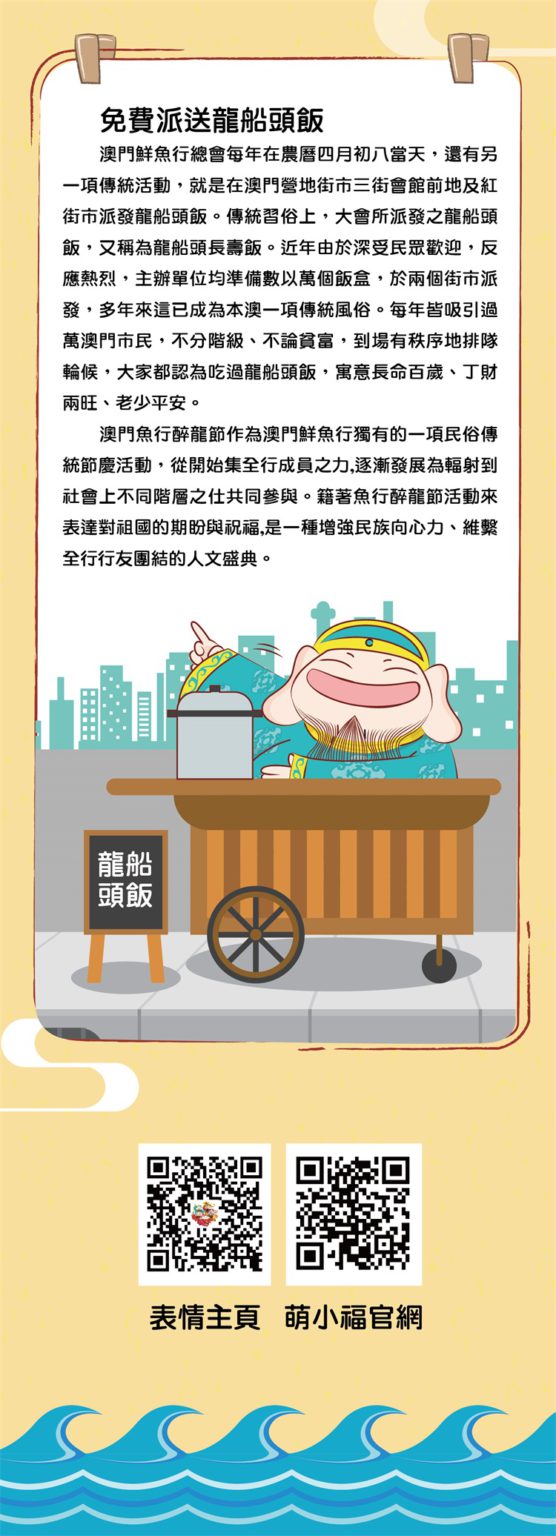 免費派送龍船頭飯
澳門鮮魚行總會每年在農曆四月初八當天，還有另
一項傳統活動，就是在澳門營地街市三街會館前地及紅
街市派發龍船頭飯。傳統習俗上，大會所派發之龍船頭
飯，又稱為龍船頭長壽飯。近年由於深受民眾歡迎，反
應熱烈，主辦單位均準備數以萬個飯盒，於兩個街市派
發，多年來這已成為本澳一項傳統風俗。每年皆吸引過
萬澳門市民，不分階級、不論貧富，到場有秩序地排隊
輪候，大家都認為吃過龍船頭飯，寓意長命百歲、丁財
兩旺、老少平安。
澳門魚行醉龍節作為澳門鮮魚行獨有的一項民俗傳
統節慶活動，從開始集全行成員之力,逐漸發展為輻射到
社會上不同階層之仕共同參與。籍著魚行醉龍節活動來
表達對祖國的期盼與祝福,是一種增強民族向心力、維繫
全行行友團結的人文盛典。
龍船
頭飯
表情主頁 萌小福官網